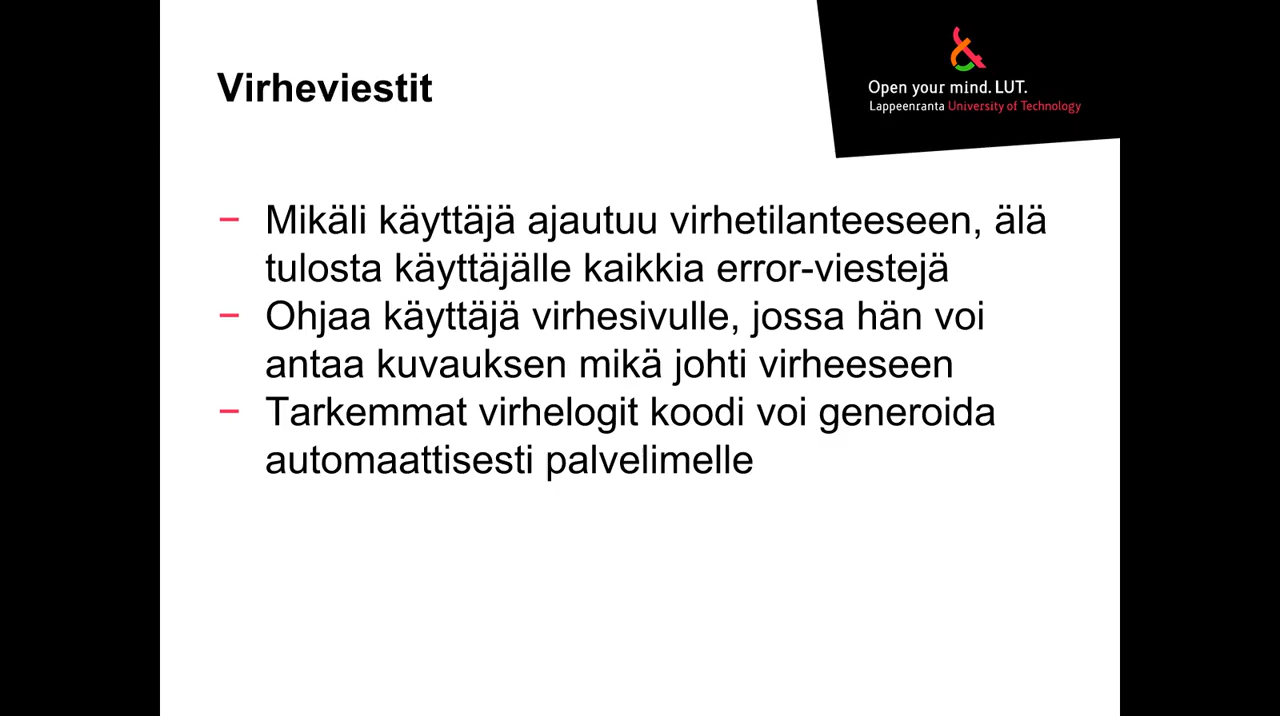 Virheviestit
Open your mind. LUT.
Lappeenranta University of Technology
− Mikäli käyttäjä ajautuu virhetilanteeseen, älä
tulosta käyttäjälle kaikkia error-viestejä
− Ohjaa käyttäjä virhesivulle, jossa hän voi
antaa kuvauksen mikä johti virheeseen
− Tarkemmat virhelogit koodi voi generoida
automaattisesti palvelimelle